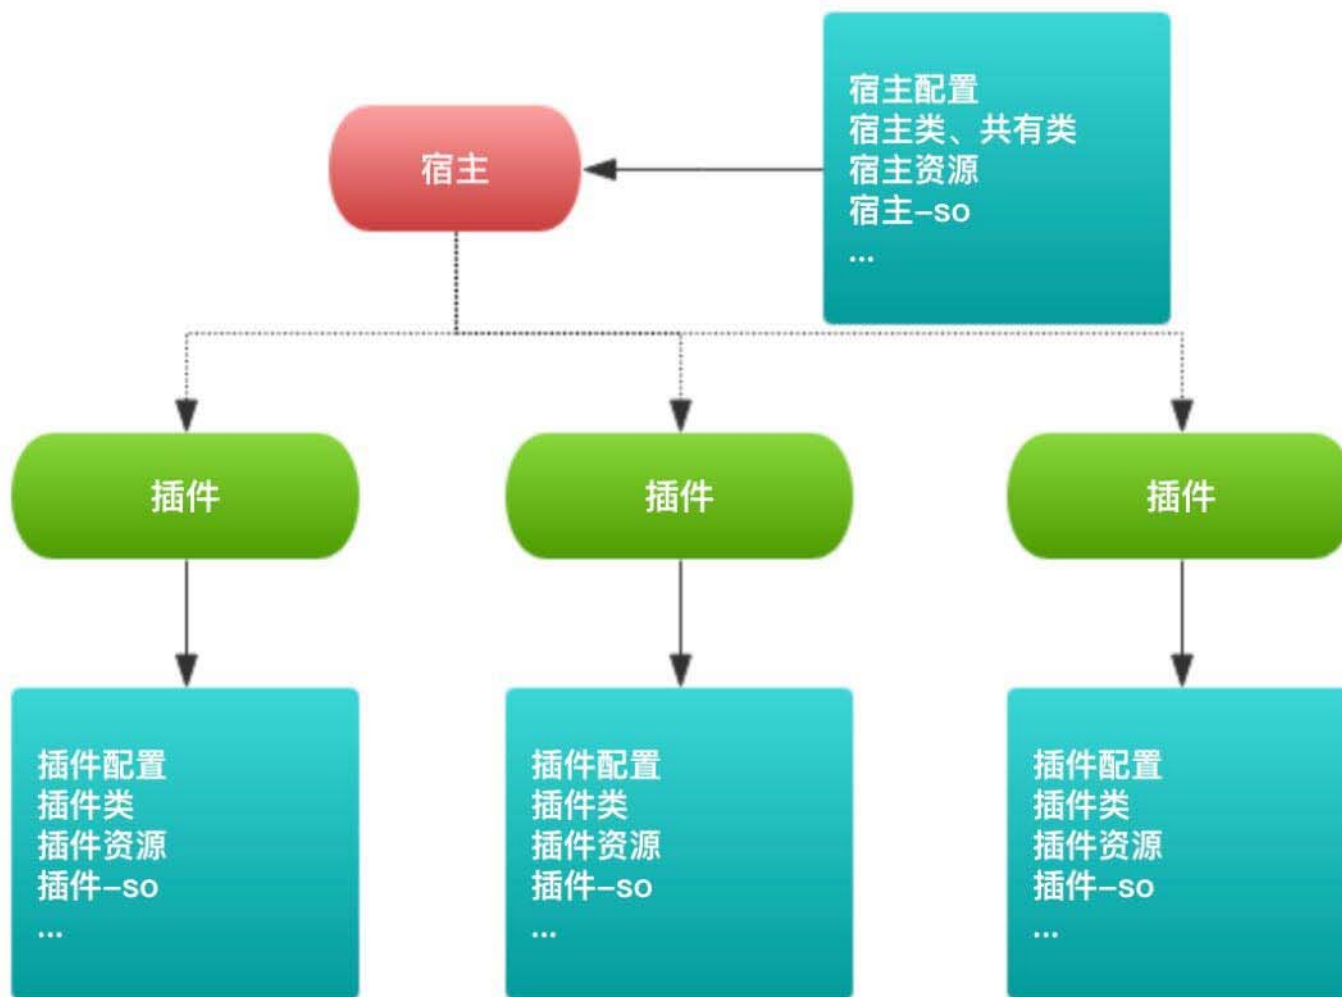 宿主
宿主配置
宿主类、共有类
宿主资源
宿主-so
...
插件
插件
插件
插件配置
插件类
插件资源
插件-so
...
插件配置
插件类
插件资源
插件-so
...
插件配置
插件类
插件资源
插件-so
...